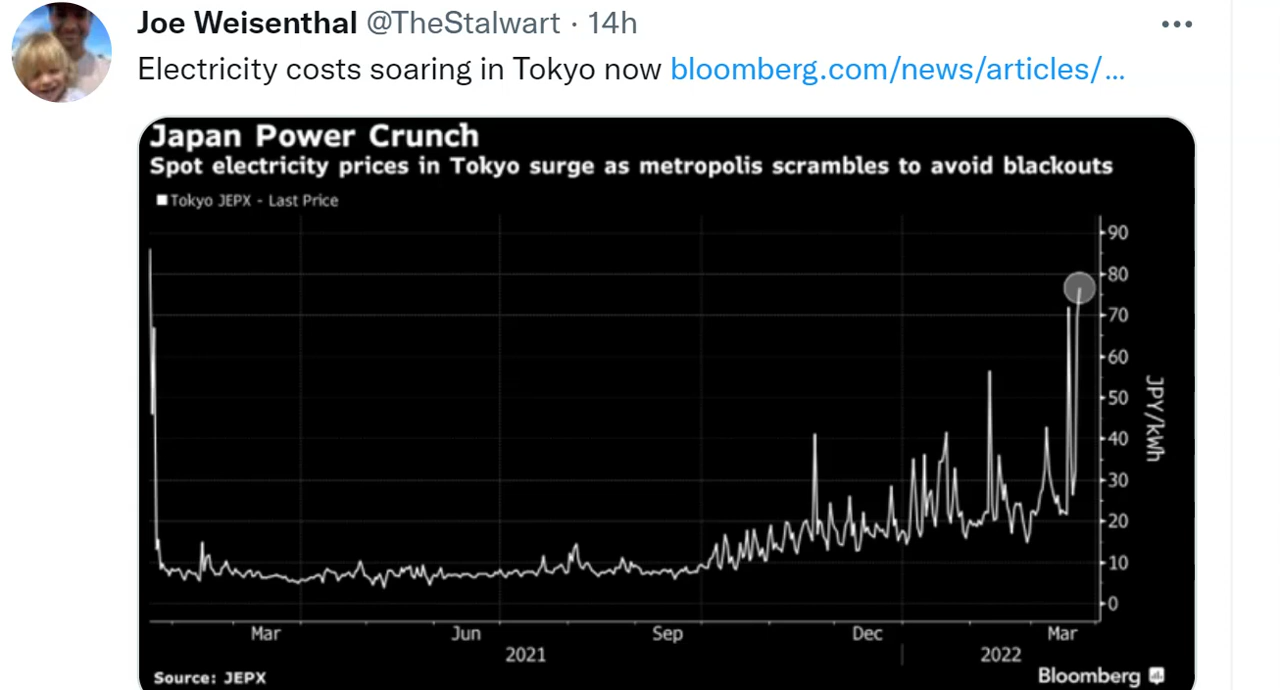 Joe Weisenthal @TheStalwart · 14h
Electricity costs soaring in Tokyo now bloomberg.com/news/articles/...
Japan Power Crunch
Spot electricity prices in Tokyo surge as metropolis scrambles to avoid blackouts
Tokyo JEPX - Last Price
90
80
70
60
50
40
30
20
10
0
JPY/kWh
Mar Jun Sep Dec Mar
2021 2022
Source: JEPX Bloomberg